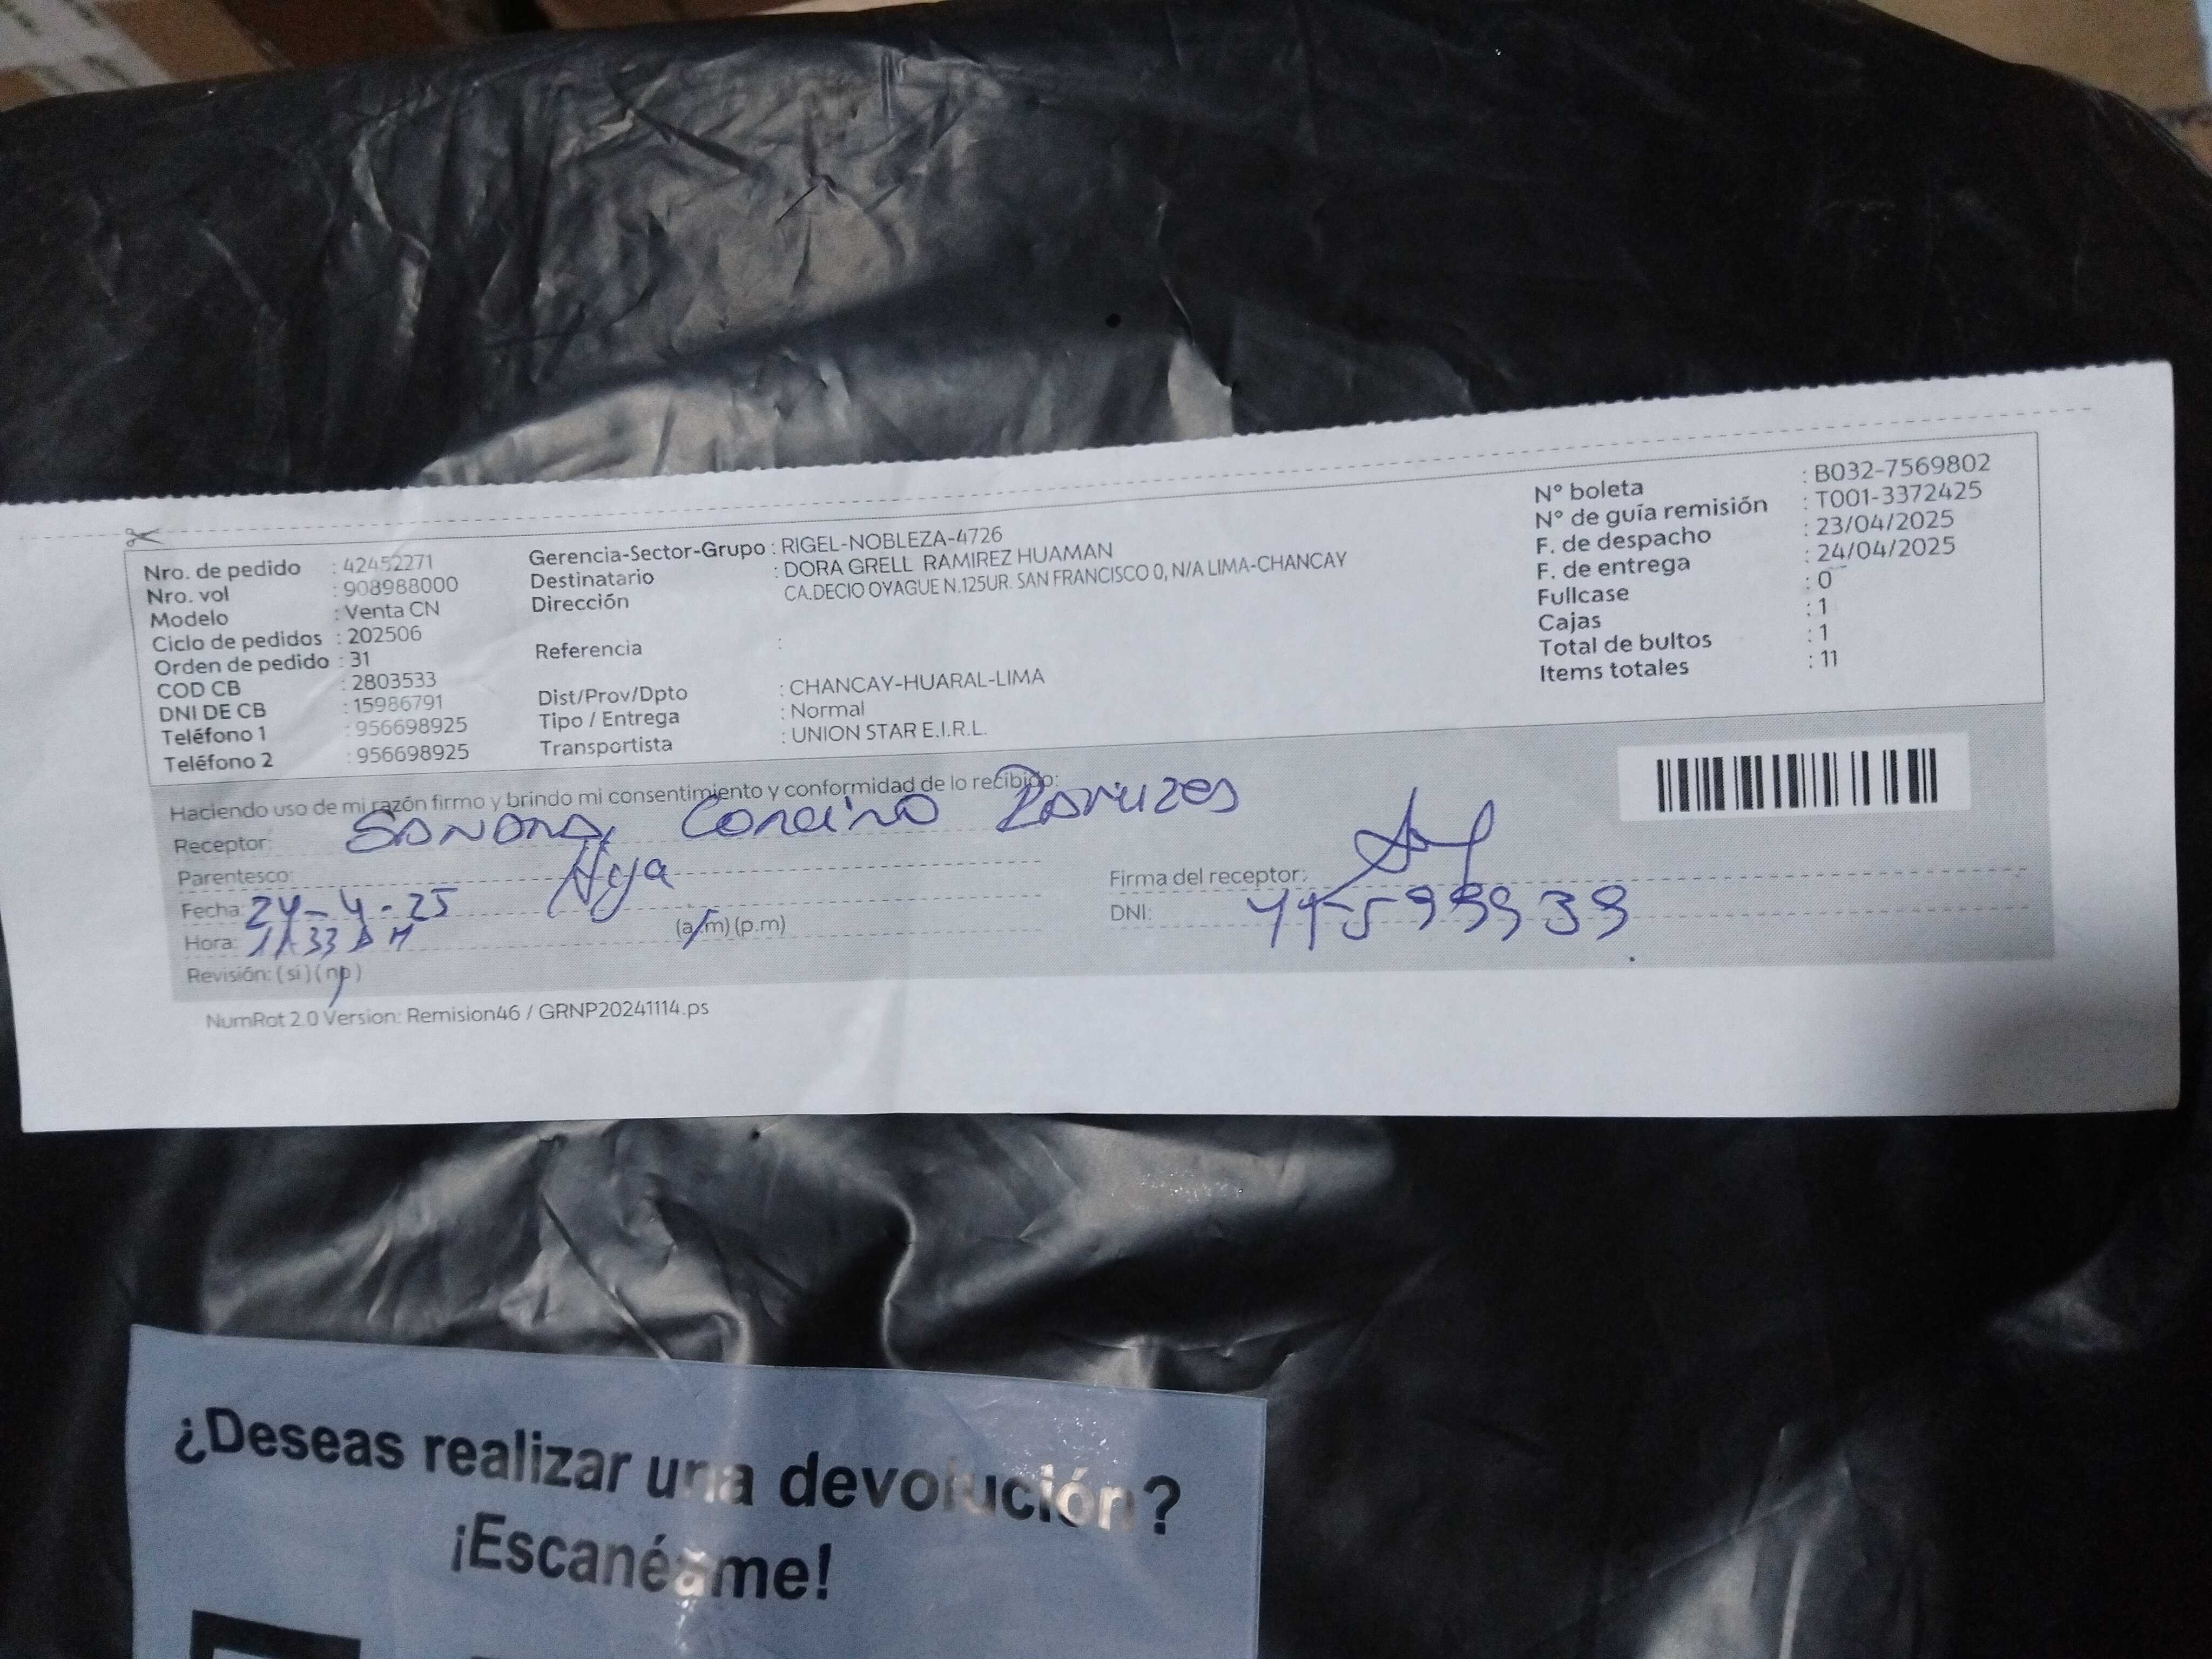 Nro. de pedido : 42452271
Nro. vol : 908988000
Modelo : Venta CN
Ciclo de pedidos : 202506
Orden de pedido : 31
COD CB : 2803533
DNI DE CB : 15986791
Teléfono 1 : 956698925
Teléfono 2 : 956698925
Gerencia-Sector-Grupo : RIGEL-NOBLEZA-4726
Destinatario : DORA GRELL RAMIREZ HUAMAN
Dirección CA.DECIO OYAGUE N.125UR. SAN FRANCISCO 0, N/A LIMA-CHANCAY
Referencia :
Dist/Prov/Dpto : CHANCAY-HUARAL-LIMA
Tipo / Entrega : Normal
Transportista : UNION STAR E.I.R.L.
N° boleta : B032-7569802
N° de guía remisión : T001-3372425
F. de despacho : 23/04/2025
F. de entrega : 24/04/2025
Fullcase : 0
Cajas : 1
Total de bultos : 1
Items totales : 11
Haciendo uso de mi razón firmo y brindo mi consentimiento y conformidad de lo recibido:
Receptor:
Parentesco:
Fecha: 24-4-25
Hora: 11 33 AM (a.m) (p.m)
Revisión: (si) (no)
Firma del receptor:
DNI:
NumRot 2.0 Version: Remision46 / GRNP20241114.ps
¿Deseas realizar una devolución?
¡Escanéame!